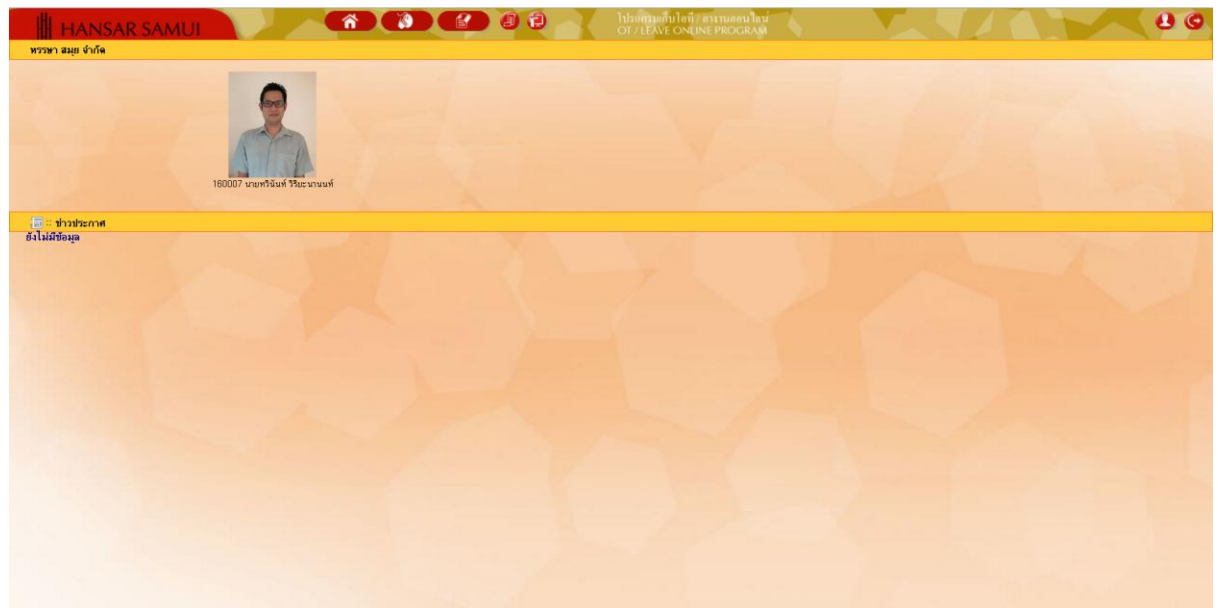 HANSAR SAMUI
โปรแกรมเก็บโอที / ตารางออนไลน์
OT / LEAVE ONLINE PROGRAM
หรรษา สมุย จำกัด
160007 นายทวินันท์ วิริยะนานนท์
:: ข่าวประกาศ
ยังไม่มีข้อมูล